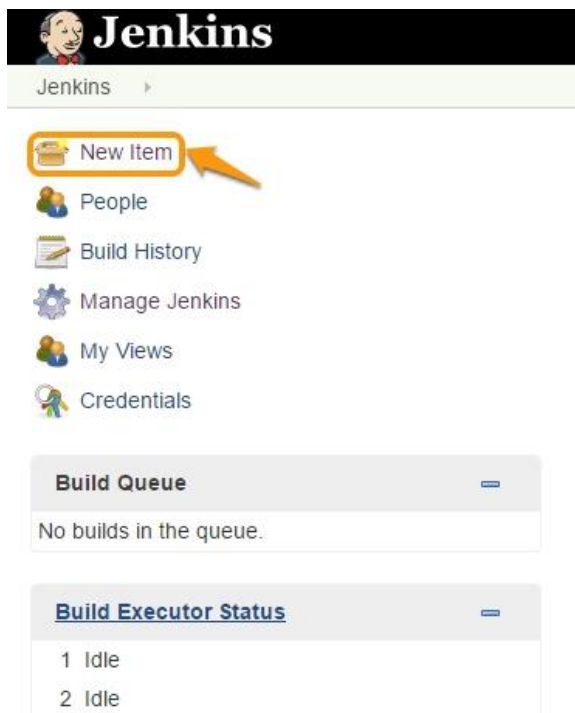 Jenkins
Jenkins
New Item
People
Build History
Manage Jenkins
My Views
Credentials
Build Queue
No builds in the queue.
Build Executor Status
1 Idle
2 Idle